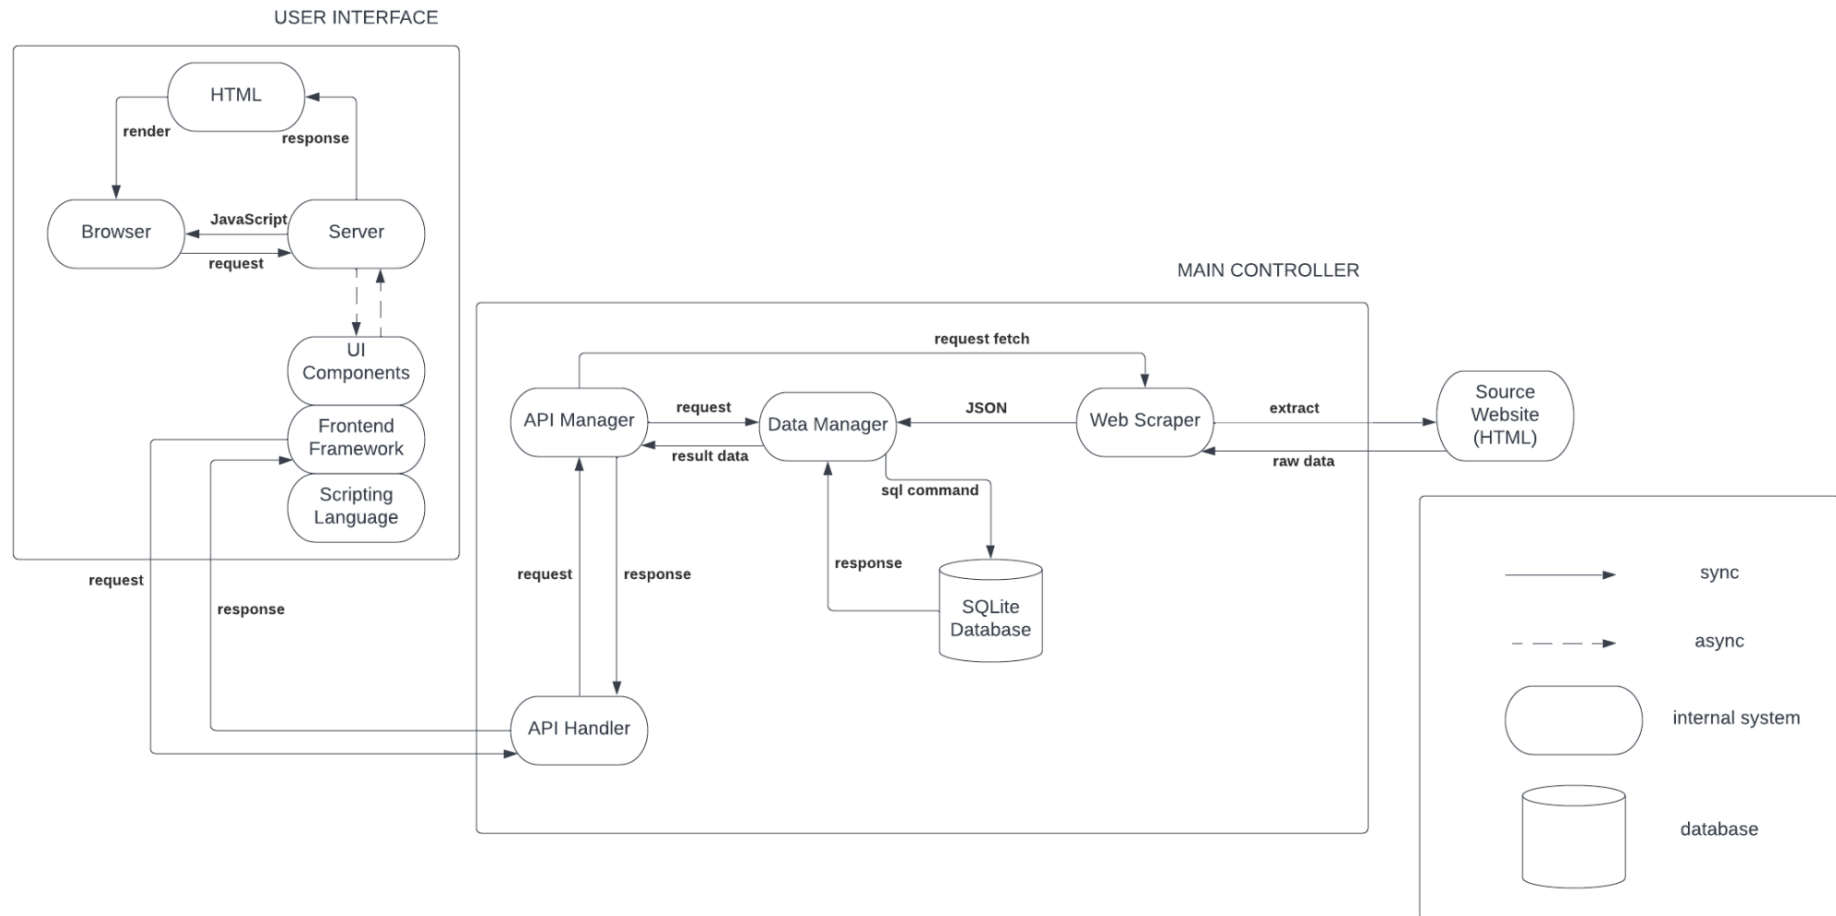 USER INTERFACE
HTML
render
response
Browser
JavaScript
request
Server
UI
Components
Frontend
Framework
Scripting
Language
request
response
MAIN CONTROLLER
request fetch
API Manager
request
result data
Data Manager
JSON
Web Scraper
extract
raw data
Source
Website
(HTML)
sql command
response
SQLite
Database
request
response
API Handler
sync
async
internal system
database